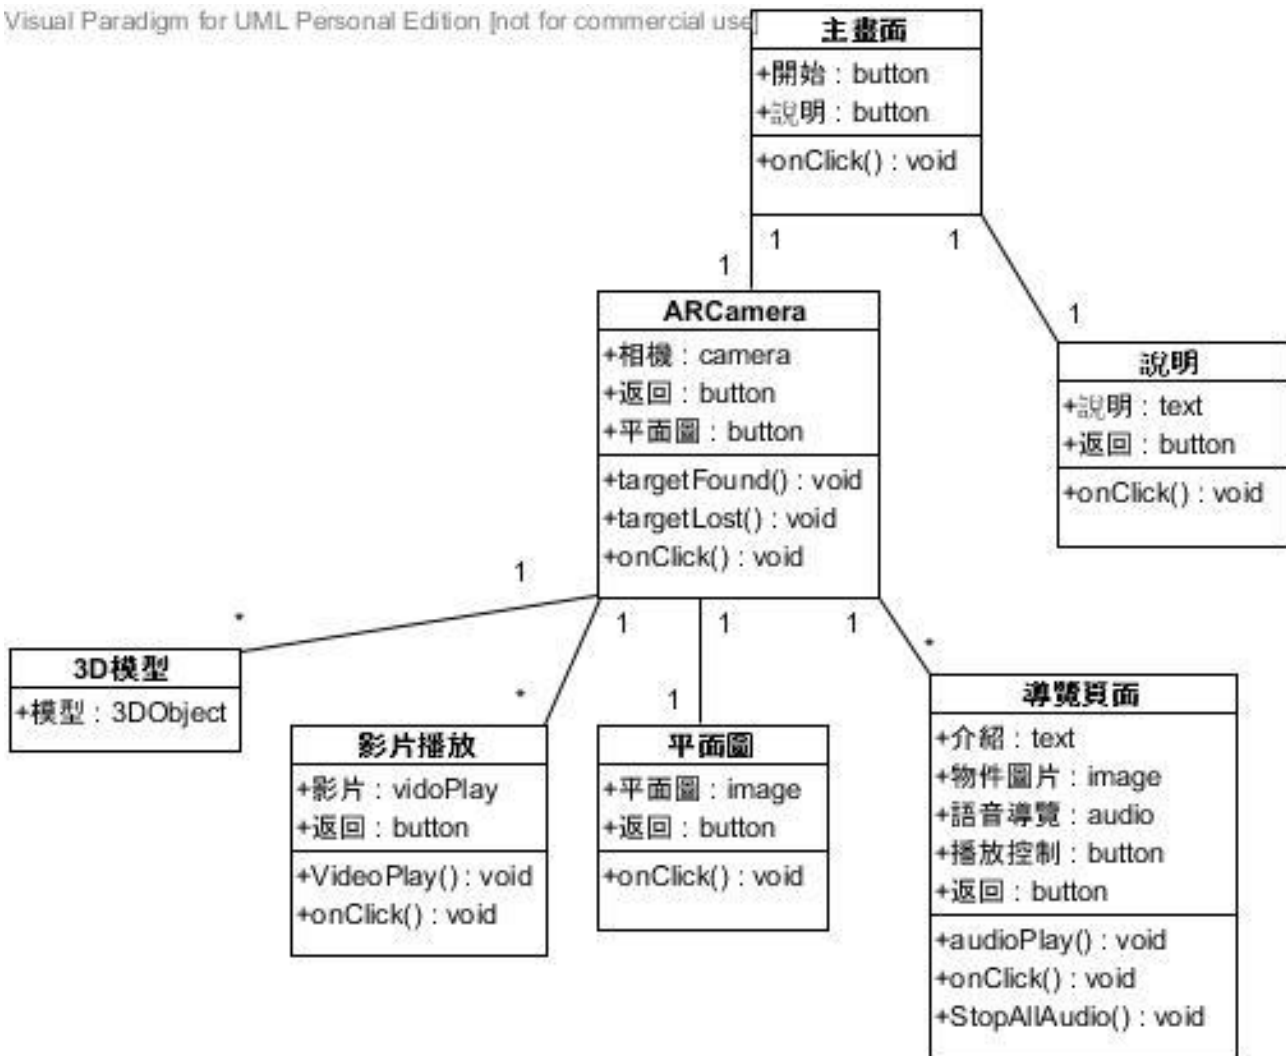 Visual Paradigm for UML Personal Edition [not for commercial use]
主畫面
+開始 : button
+說明 : button
+onClick() : void
1
1
1
1
ARCamera
+相機 : camera
+返回 : button
+平面圖 : button
+targetFound() : void
+targetLost() : void
+onClick() : void
說明
+說明 : text
+返回 : button
+onClick() : void
1
*
1
*
1
1
1
*
3D模型
+模型 : 3DObject
影片播放
+影片 : vidoPlay
+返回 : button
+VideoPlay() : void
+onClick() : void
平面圖
+平面圖 : image
+返回 : button
+onClick() : void
導覽頁面
+介紹 : text
+物件圖片 : image
+語音導覽 : audio
+播放控制 : button
+返回 : button
+audioPlay() : void
+onClick() : void
+StopAllAudio() : void